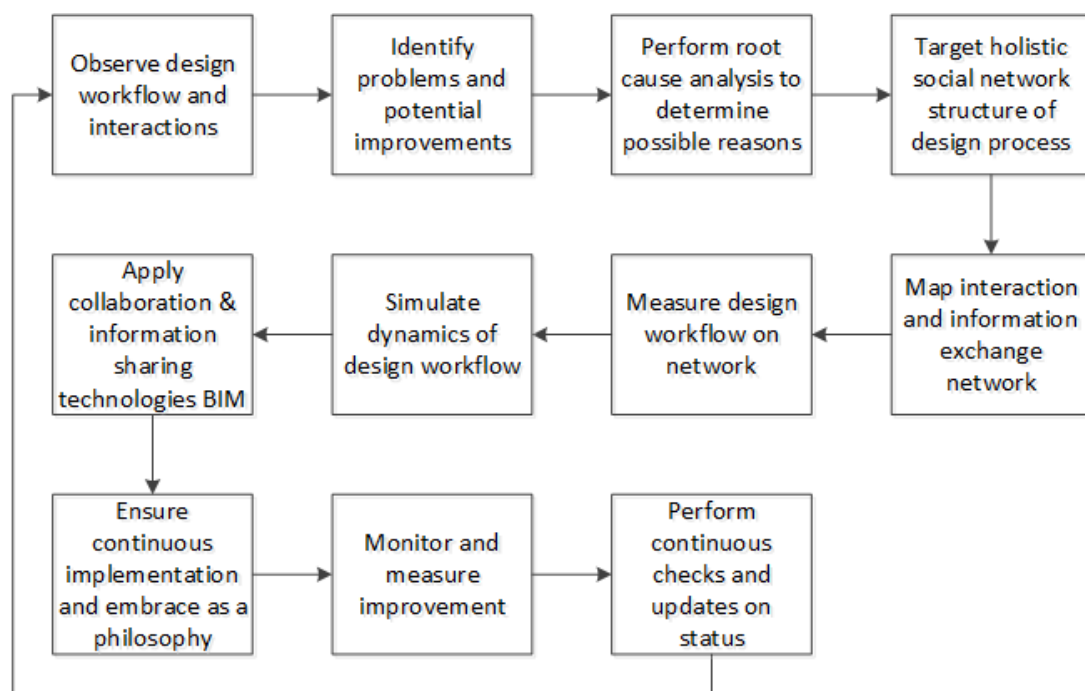 Observe design
workflow and
interactions
Identify
problems and
potential
improvements
Perform root
cause analysis to
determine
possible reasons
Target holistic
social network
structure of
design process
Map interaction
and information
exchange
network
Measure design
workflow on
network
Simulate
dynamics of
design workflow
Apply
collaboration &
information
sharing
technologies BIM
Ensure
continuous
implementation
and embrace as a
philosophy
Monitor and
measure
improvement
Perform
continuous
checks and
updates on
status